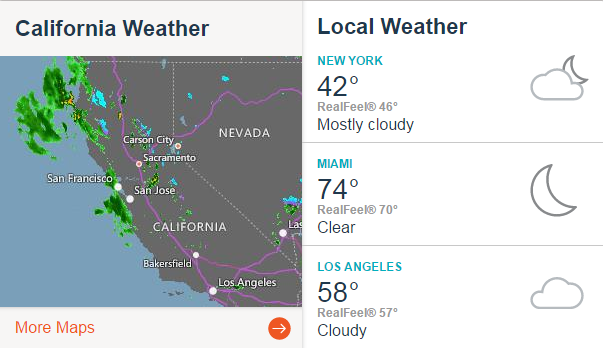 California Weather
NEVADA
Carson City
Sacramento
San Francisco
San Jose
CALIFORNIA
Las
Bakersfield
Los Angeles
More Maps
Local Weather
NEW YORK
42°
RealFeel® 46°
Mostly cloudy
MIAMI
74°
RealFeel® 70°
Clear
LOS ANGELES
58°
RealFeel® 57°
Cloudy